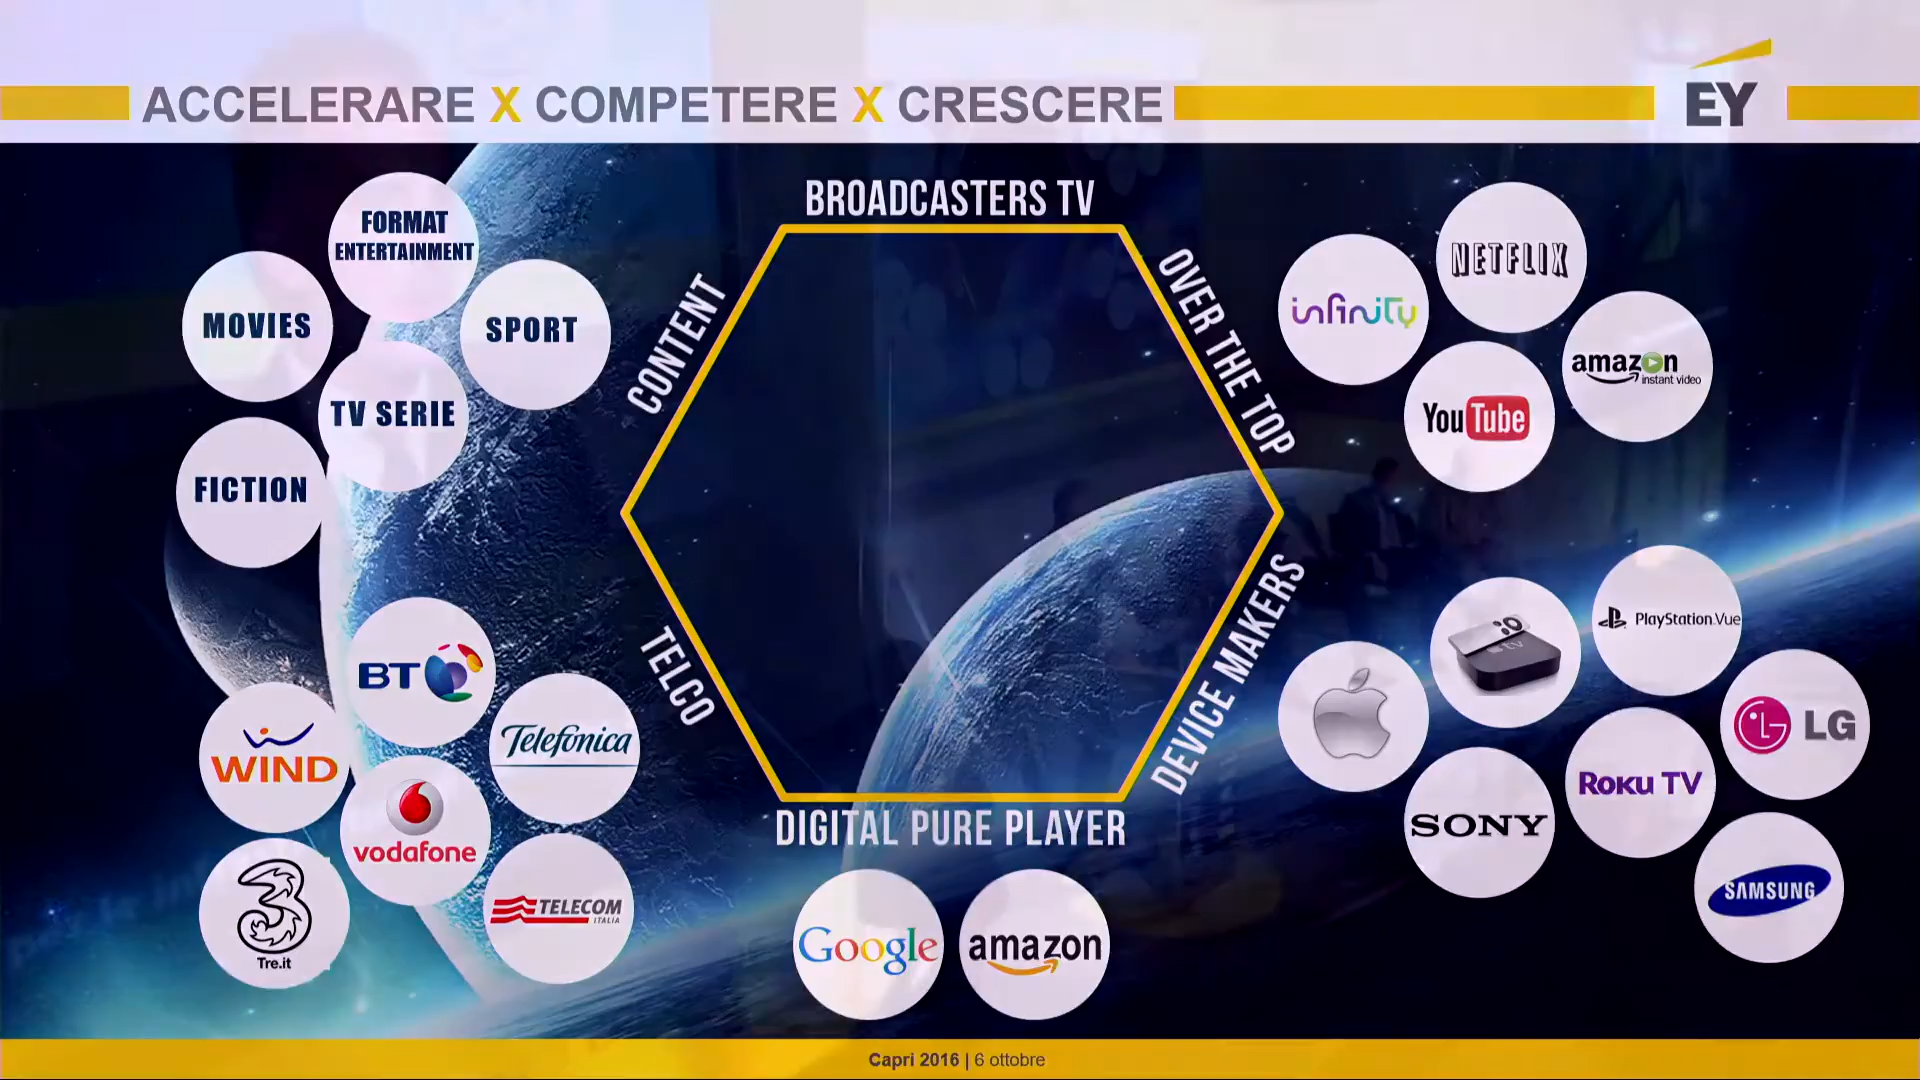 ACCELERARE X COMPETERE X CRESCERE
EY
BROADCASTERS TV
CONTENT
OVER THE TOP
TELCO
DEVICE MAKERS
DIGITAL PURE PLAYER
FORMAT
ENTERTAINMENT
MOVIES
SPORT
TV SERIE
FICTION
infinity
NETFLIX
amazon
instant video
YouTube
BT
WIND
Telefónica
vodafone
3
Tre.it
TELECOM
ITALIA
Google
amazon
tv
PlayStation.Vue
LG
Roku TV
SONY
SAMSUNG
Capri 2016 | 6 ottobre